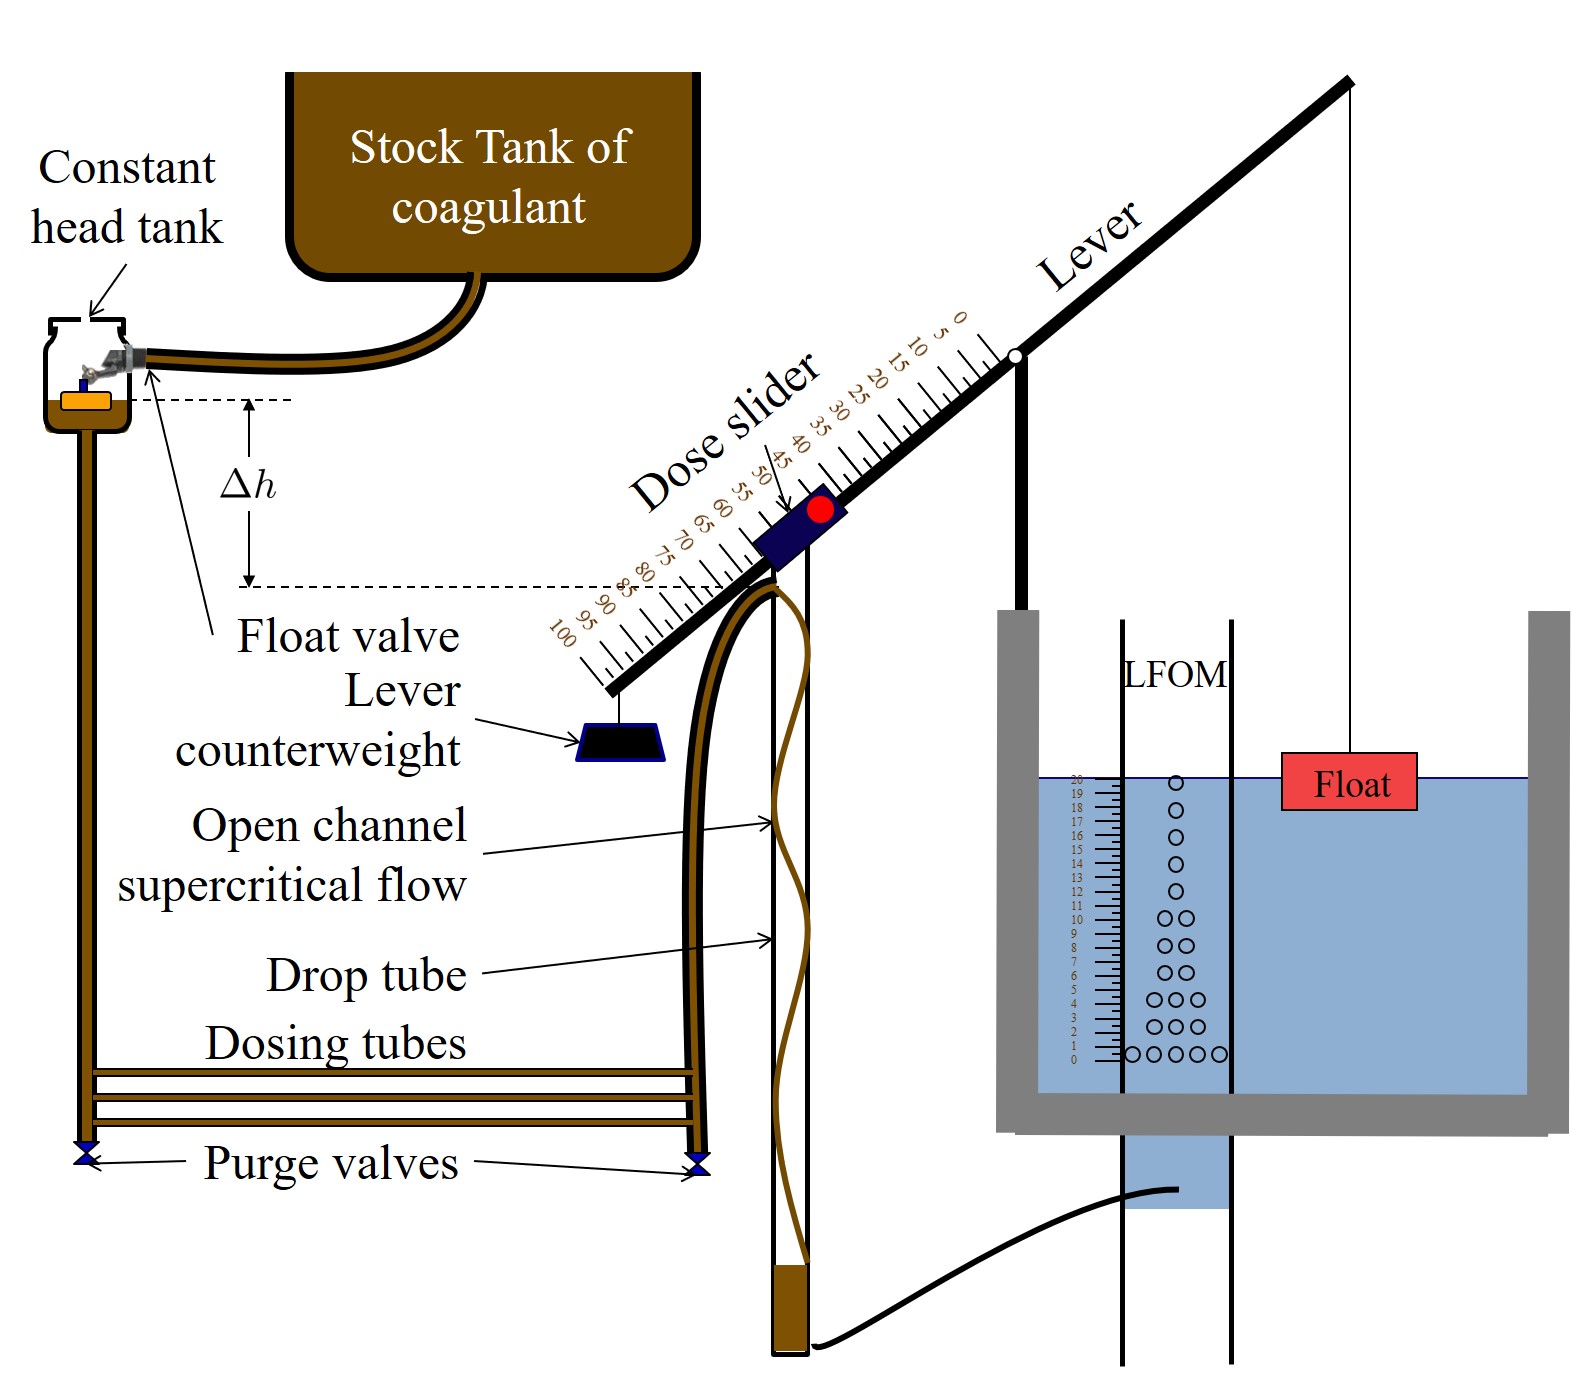 Stock Tank of
coagulant
Constant
head tank
Lever
Dose slider
0
5
10
15
20
25
30
35
40
45
50
55
60
65
70
75
80
85
90
95
100
Δh
Float valve
Lever
counterweight
Open channel
supercritical flow
Drop tube
Dosing tubes
Purge valves
LFOM
Float
20
19
18
17
16
15
14
13
12
11
10
9
8
7
6
5
4
3
2
1
0